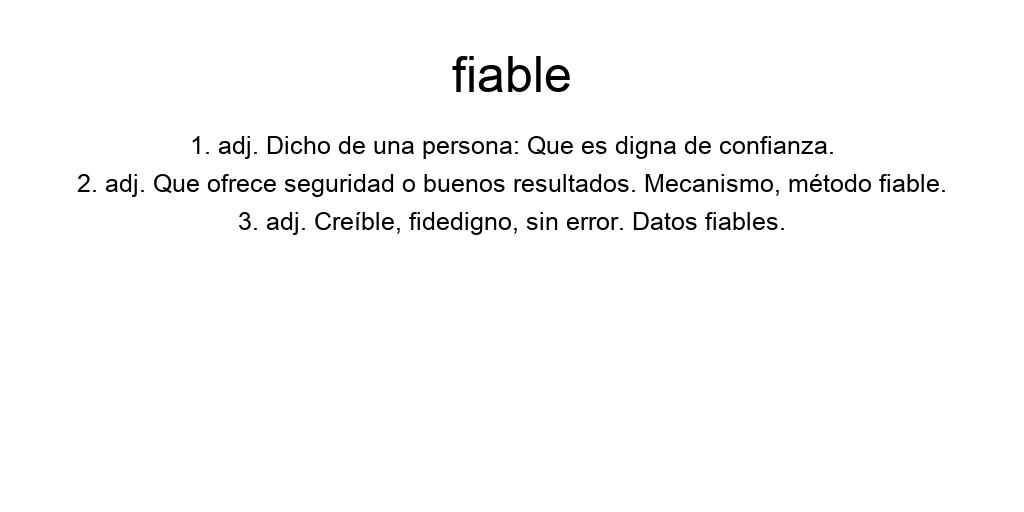 fiable
1. adj. Dicho de una persona: Que es digna de confianza.
2. adj. Que ofrece seguridad o buenos resultados. Mecanismo, método fiable.
3. adj. Creíble, fidedigno, sin error. Datos fiables.